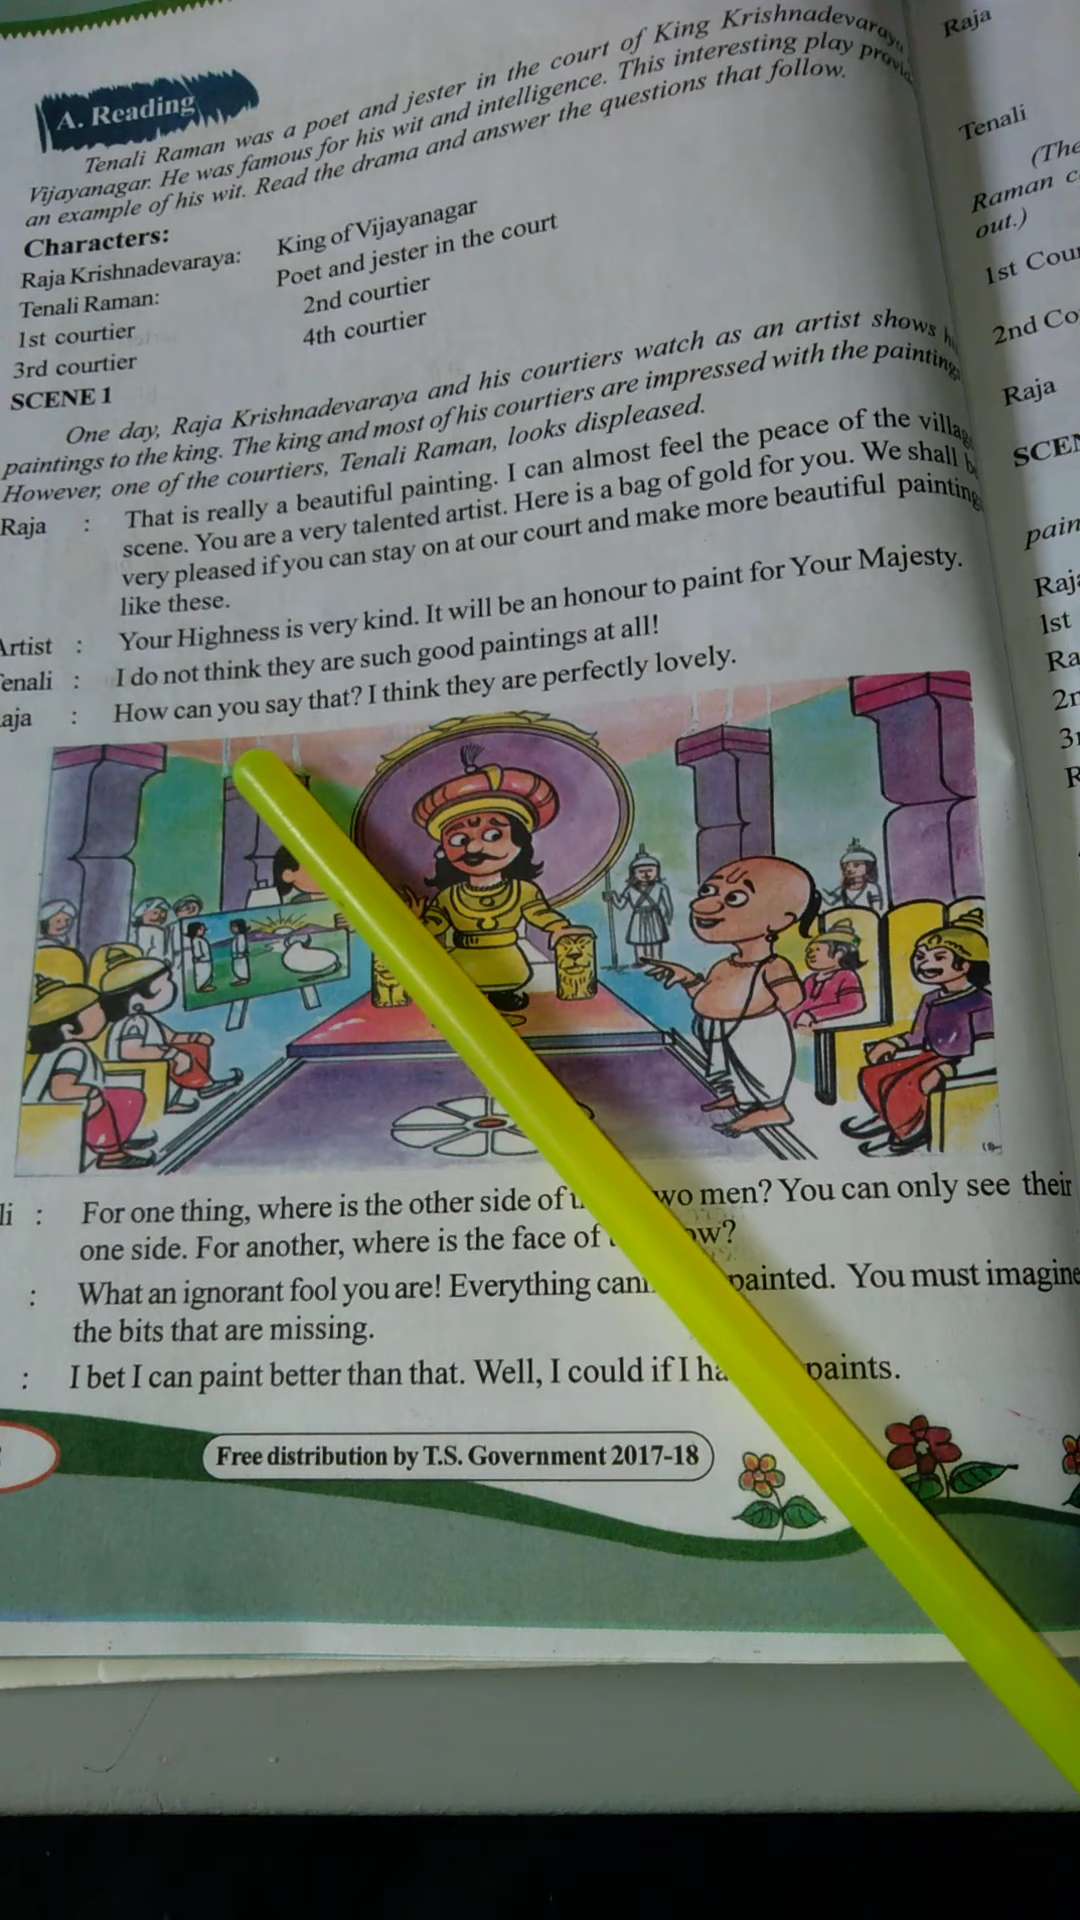 A. Reading
Tenali Raman was a poet and jester in the court of King Krishnadevaraya
Vijayanagar. He was famous for his wit and intelligence. This interesting play
an example of his wit. Read the drama and answer the questions that follow.
Characters:
Raja Krishnadevaraya: King of Vijayanagar
Tenali Raman: Poet and jester in the court
1st courtier 2nd courtier
3rd courtier 4th courtier
SCENE 1
One day, Raja Krishnadevaraya and his courtiers watch as an artist shows
paintings to the king. The king and most of his courtiers are impressed with the
However, one of the courtiers, Tenali Raman, looks displeased.
Raja : That is really a beautiful painting. I can almost feel the peace of the
scene. You are a very talented artist. Here is a bag of gold for you. We shall
very pleased if you can stay on at our court and make more beautiful
like these.
Artist : Your Highness is very kind. It will be an honour to paint for Your Majesty.
enali : I do not think they are such good paintings at all!
aja : How can you say that? I think they are perfectly lovely.
li : For one thing, where is the other side of wo men? You can only see their
one side. For another, where is the face of ow?
: What an ignorant fool you are! Everything painted. You must imagine
the bits that are missing.
: I bet I can paint better than that. Well, I could if I paints.
Free distribution by T.S. Government 2017-18
Raja
Tenali
(The
Raman
out.)
1st
2nd
Raja
1st